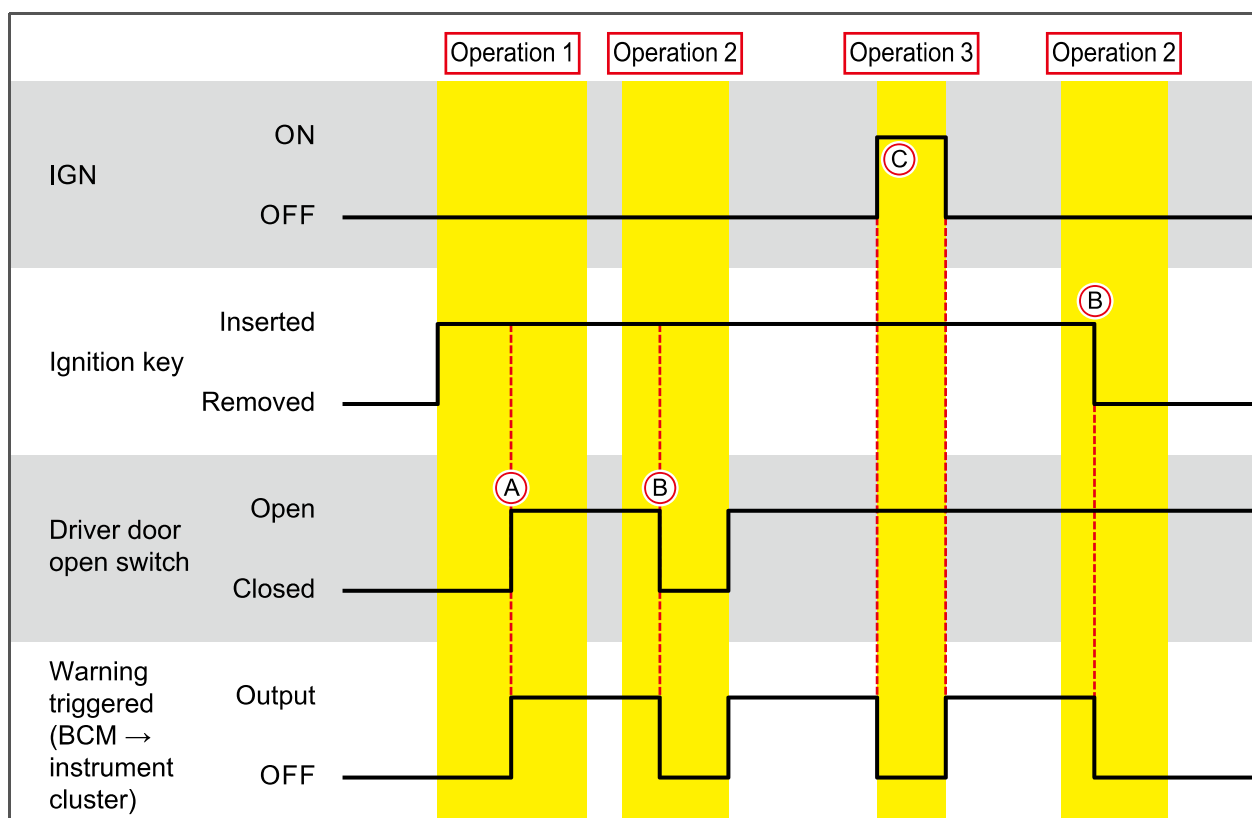 Operation 1
Operation 2
Operation 3
Operation 2
IGN
ON
OFF
C
Ignition key
Inserted
Removed
B
Driver door
open switch
Open
Closed
A
B
Warning
triggered
(BCM →
instrument
cluster)
Output
OFF